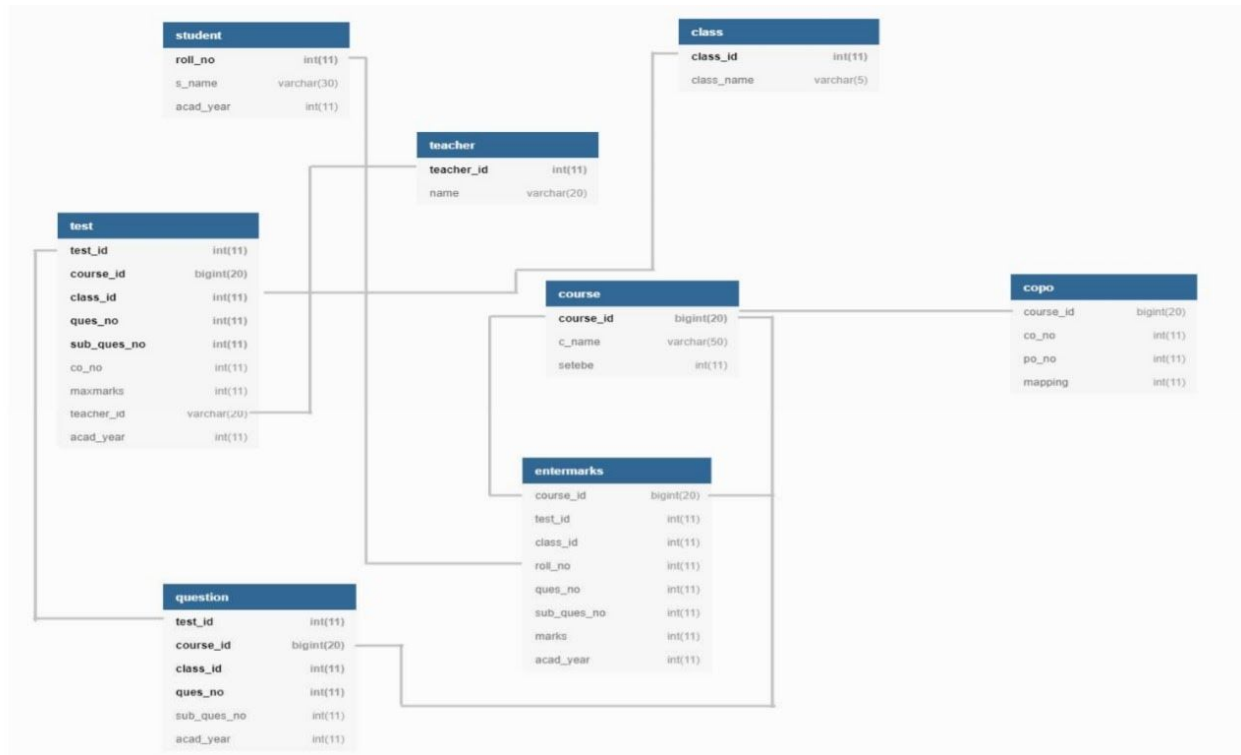 student
roll_no int(11)
s_name varchar(30)
acad_year int(11)
class
class_id int(11)
class_name varchar(5)
teacher
teacher_id int(11)
name varchar(20)
test
test_id int(11)
course_id bigint(20)
class_id int(11)
ques_no int(11)
sub_ques_no int(11)
co_no int(11)
maxmarks int(11)
teacher_id varchar(20)
acad_year int(11)
course
course_id bigint(20)
c_name varchar(50)
setebe int(11)
copo
course_id bigint(20)
co_no int(11)
po_no int(11)
mapping int(11)
entermarks
course_id bigint(20)
test_id int(11)
class_id int(11)
roll_no int(11)
ques_no int(11)
sub_ques_no int(11)
marks int(11)
acad_year int(11)
question
test_id int(11)
course_id bigint(20)
class_id int(11)
ques_no int(11)
sub_ques_no int(11)
acad_year int(11)